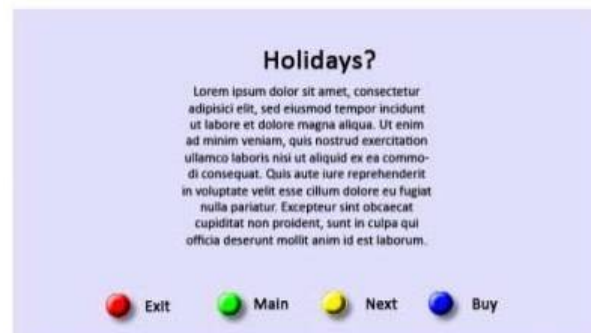 Holidays?
Lorem ipsum dolor sit amet, consectetur
adipisici elit, sed eiusmod tempor incidunt
ut labore et dolore magna aliqua. Ut enim
ad minim veniam, quis nostrud exercitation
ullamco laboris nisi ut aliquid ex ea commo-
di consequat. Quis aute iure reprehenderit
in voluptate velit esse cillum dolore eu fugiat
nulla pariatur. Excepteur sint obcaecat
cupiditat non proident, sunt in culpa qui
officia deserunt mollit anim id est laborum.
Exit Main Next Buy